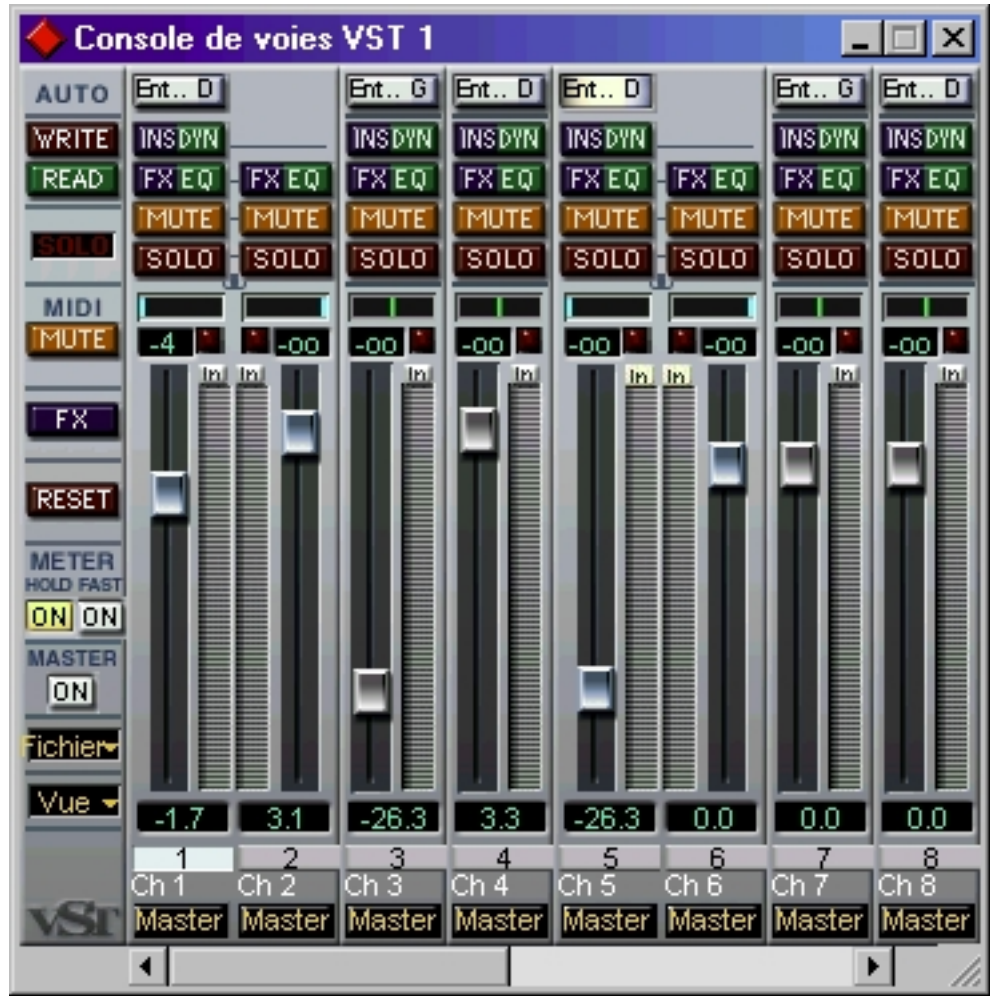 Console de voies VST 1
AUTO Ent.. D Ent.. G Ent.. D Ent.. D Ent.. G Ent.. D
WRITE INS DYN INS DYN INS DYN INS DYN INS DYN INS DYN
READ FX EQ FX EQ FX EQ FX EQ FX EQ FX EQ FX EQ FX EQ
MUTE MUTE MUTE MUTE MUTE MUTE MUTE MUTE
SOLO SOLO SOLO SOLO SOLO SOLO SOLO SOLO SOLO
MIDI
MUTE -4 -oo -oo -oo -oo -oo -oo -oo
In In In In In In In In
FX
RESET
METER
HOLD FAST
ON ON
MASTER
ON
Fichier
Vue
-1.7 3.1 -26.3 3.3 -26.3 0.0 0.0 0.0
1 2 3 4 5 6 7 8
Ch 1 Ch 2 Ch 3 Ch 4 Ch 5 Ch 6 Ch 7 Ch 8
VST Master Master Master Master Master Master Master Master